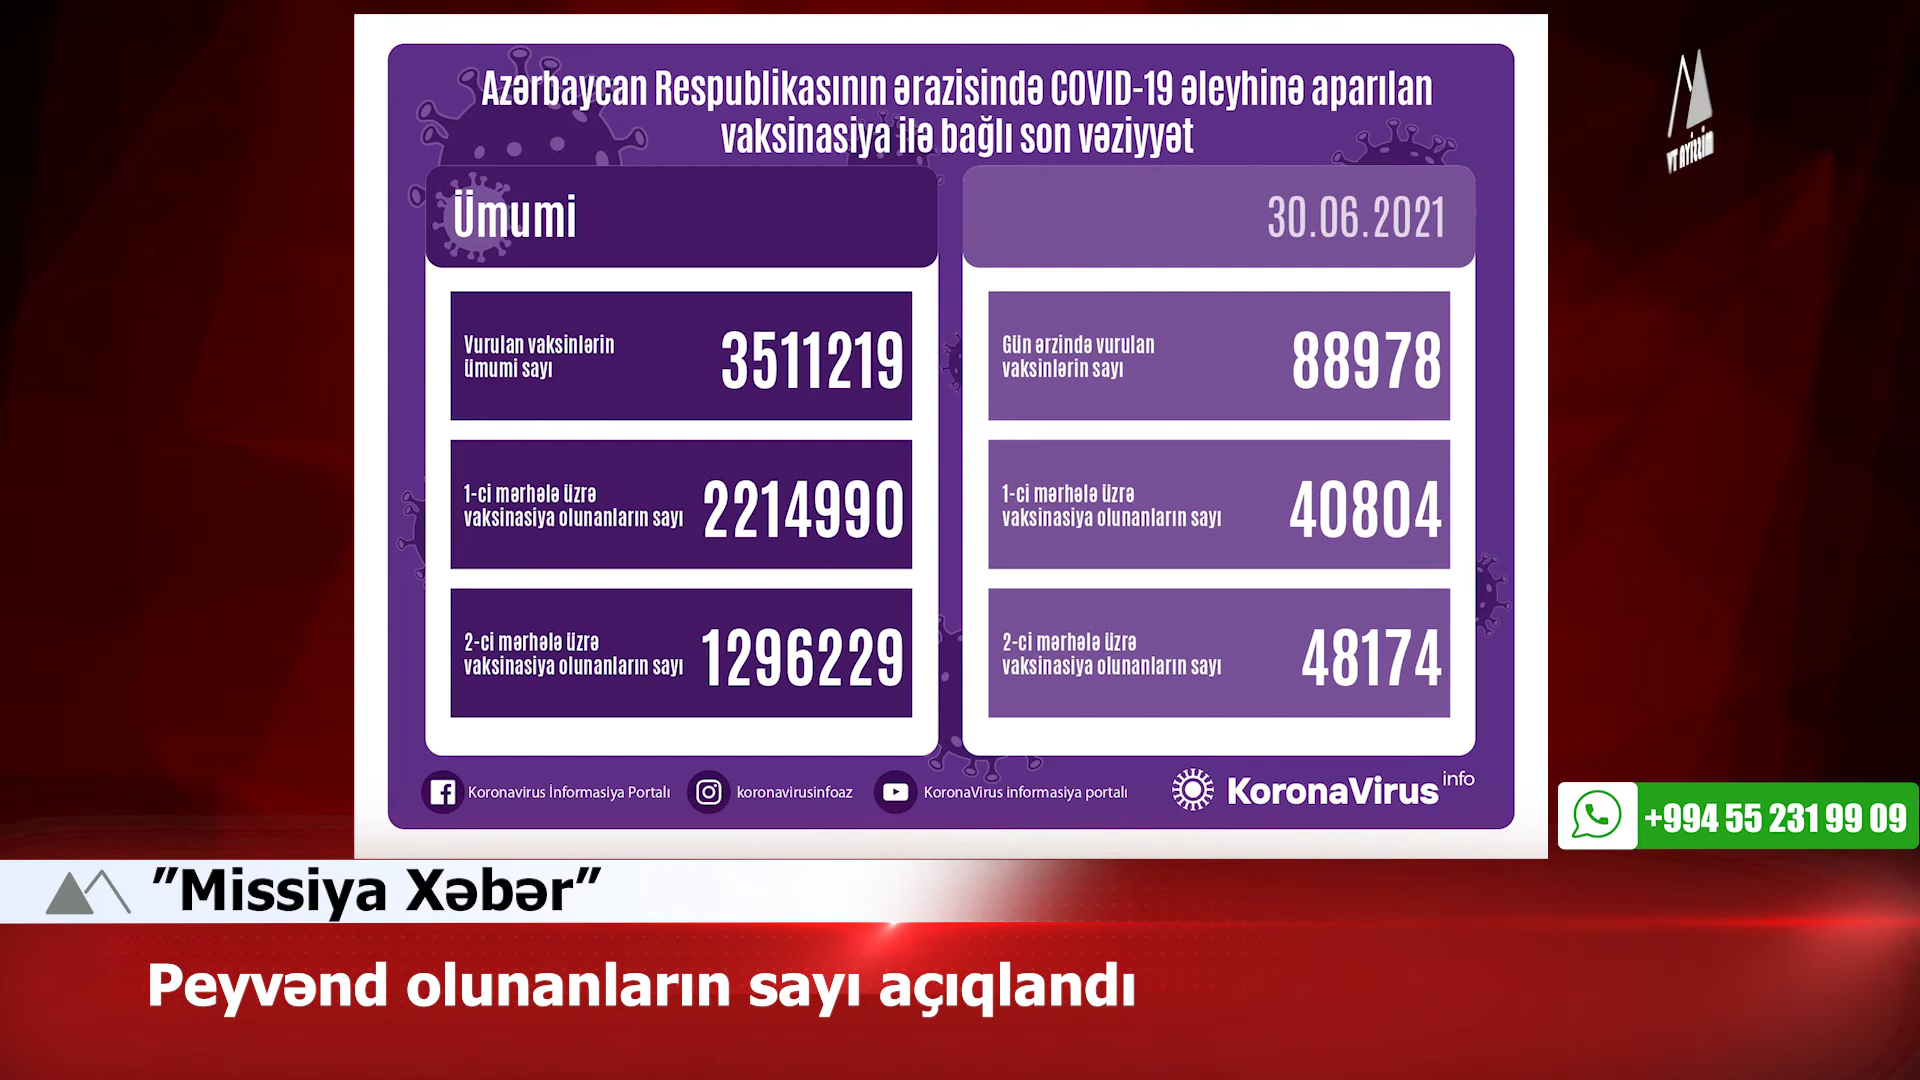 Azərbaycan Respublikasının ərazisində COVID-19 əleyhinə aparılan
vaksinasiya ilə bağlı son vəziyyət
Ümumi
Vurulan vaksinlərin
ümumi sayı
3511219
1-ci mərhələ üzrə
vaksinasiya olunanların sayı
2214990
2-ci mərhələ üzrə
vaksinasiya olunanların sayı
1296229
30.06.2021
Gün ərzində vurulan
vaksinlərin sayı
88978
1-ci mərhələ üzrə
vaksinasiya olunanların sayı
40804
2-ci mərhələ üzrə
vaksinasiya olunanların sayı
48174
Koronavirus İnformasiya Portalı
koronavirusinfoaz
KoronaVirus informasiya portalı
KoronaVirus info
+994 55 231 99 09
”Missiya Xəbər”
Peyvənd olunanların sayı açıqlandı